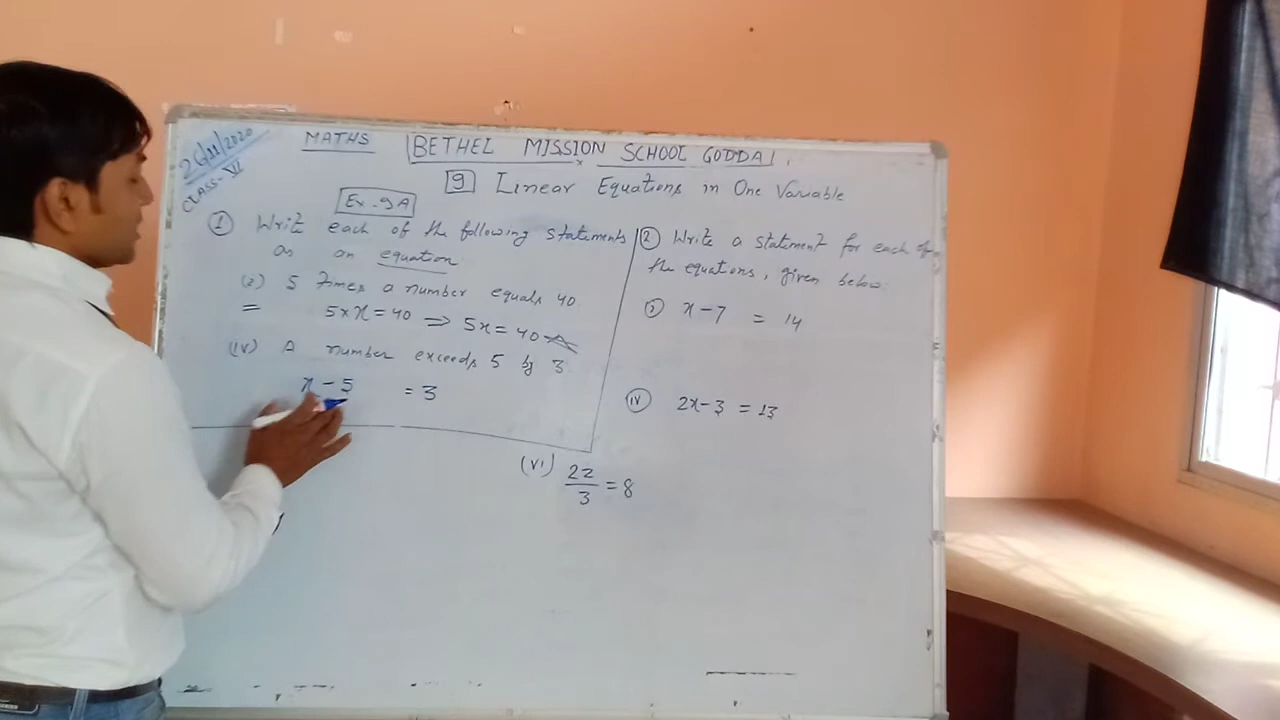 26/11/2020
CLASS-VI
MATHS BETHEL MISSION SCHOOL GODDA.
9 Linear Equations in One Variable
Ex-9A
① Write each of the following statements
as an equation
(i) 5 times a number equals 40
= 5×x=40 ⇒ 5x=40
(iv) A number exceeds 5 by 3
x - 5 = 3
② Write a statement for each of
the equations, given below.
ⓘ x-7 = 14
(iv) 2x-3 = 13
(vi) 2z/3 = 8